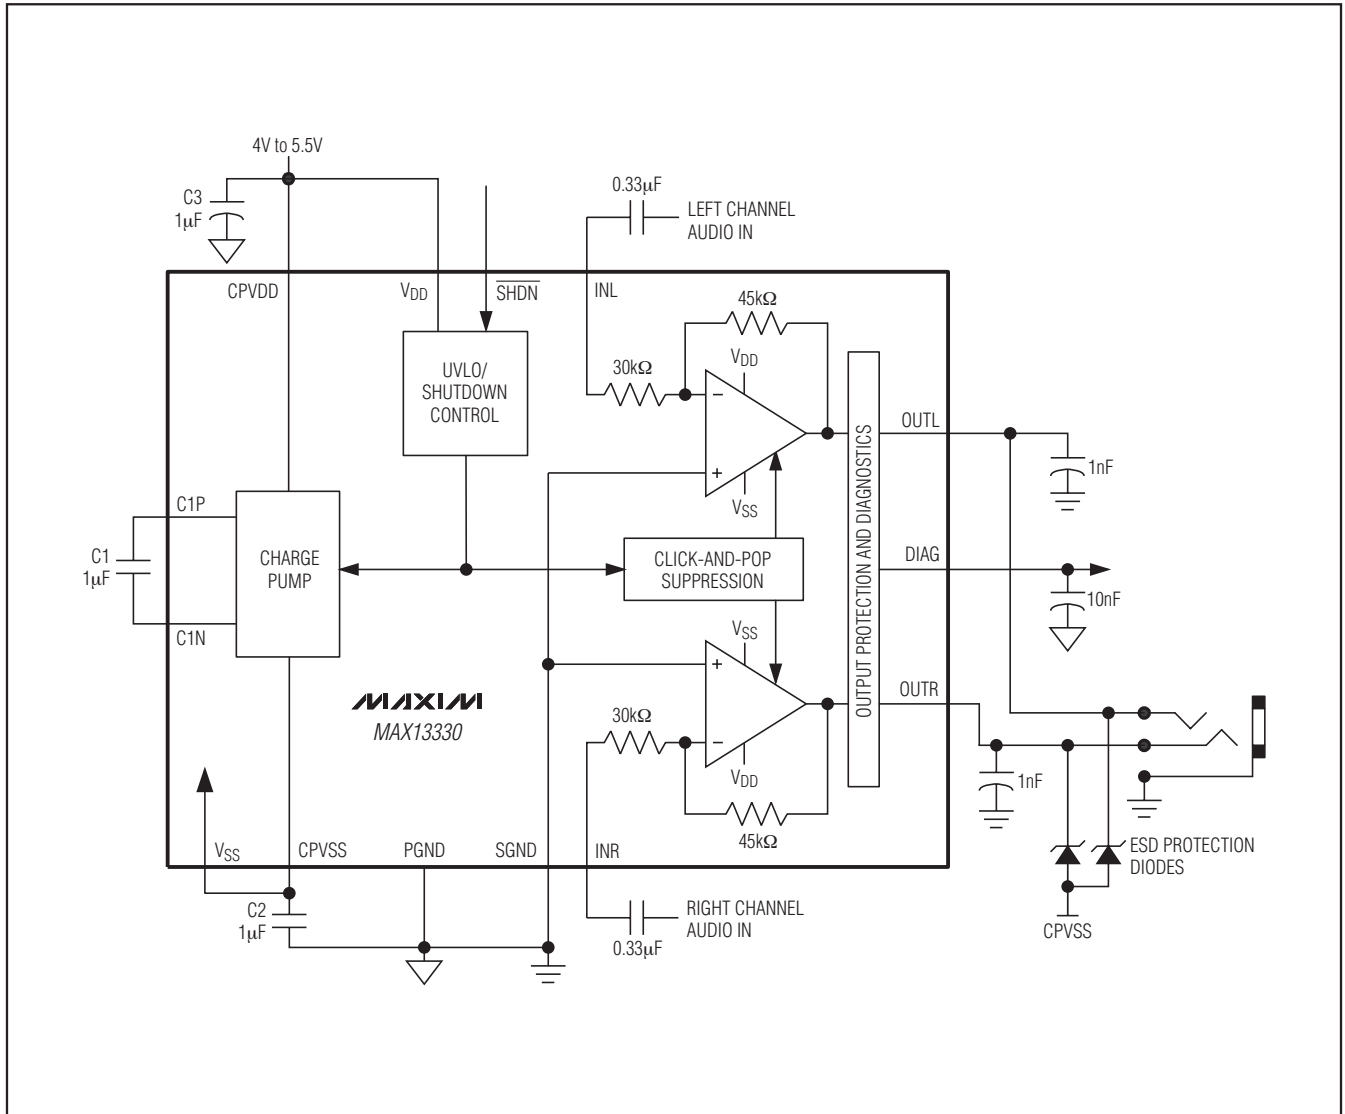 4V to 5.5V
C3
1µF
0.33µF
LEFT CHANNEL
AUDIO IN
CPVDD
VDD
SHDN
INL
45kΩ
UVLO/
SHUTDOWN
CONTROL
30kΩ
VDD
−
+
VSS
OUTL
1nF
C1P
C1
1µF
C1N
CHARGE
PUMP
CLICK-AND-POP
SUPPRESSION
OUTPUT PROTECTION AND DIAGNOSTICS
DIAG
10nF
VSS
+
−
VDD
MAXIM
MAX13330
30kΩ
45kΩ
OUTR
1nF
ESD PROTECTION
DIODES
CPVSS
VSS
CPVSS
PGND
SGND
INR
C2
1µF
RIGHT CHANNEL
AUDIO IN
0.33µF